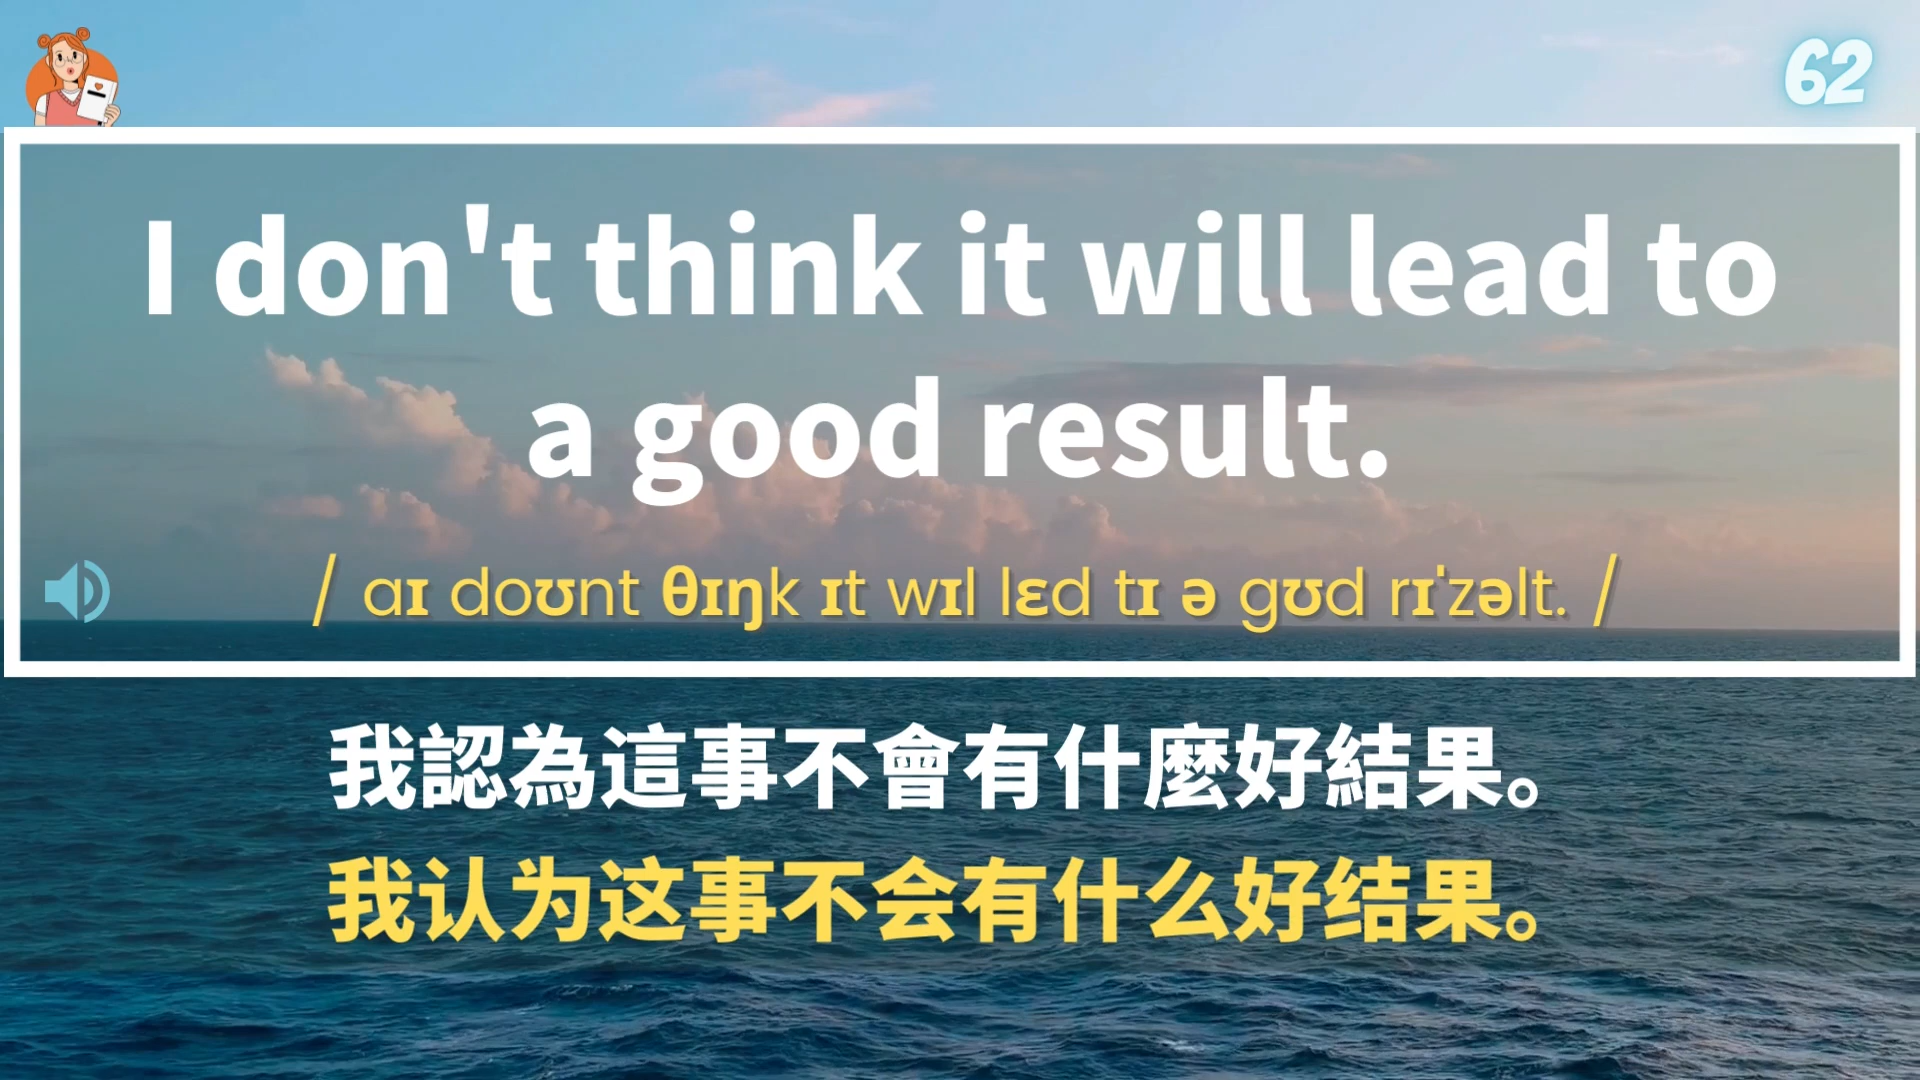 62
I don't think it will lead to
a good result.
/ ɑɪ doʊnt θɪŋk ɪt wɪl lɛd tɪ ə gʊd rɪˈzəlt. /
我認為這事不會有什麼好結果。
我认为这事不会有什么好结果。